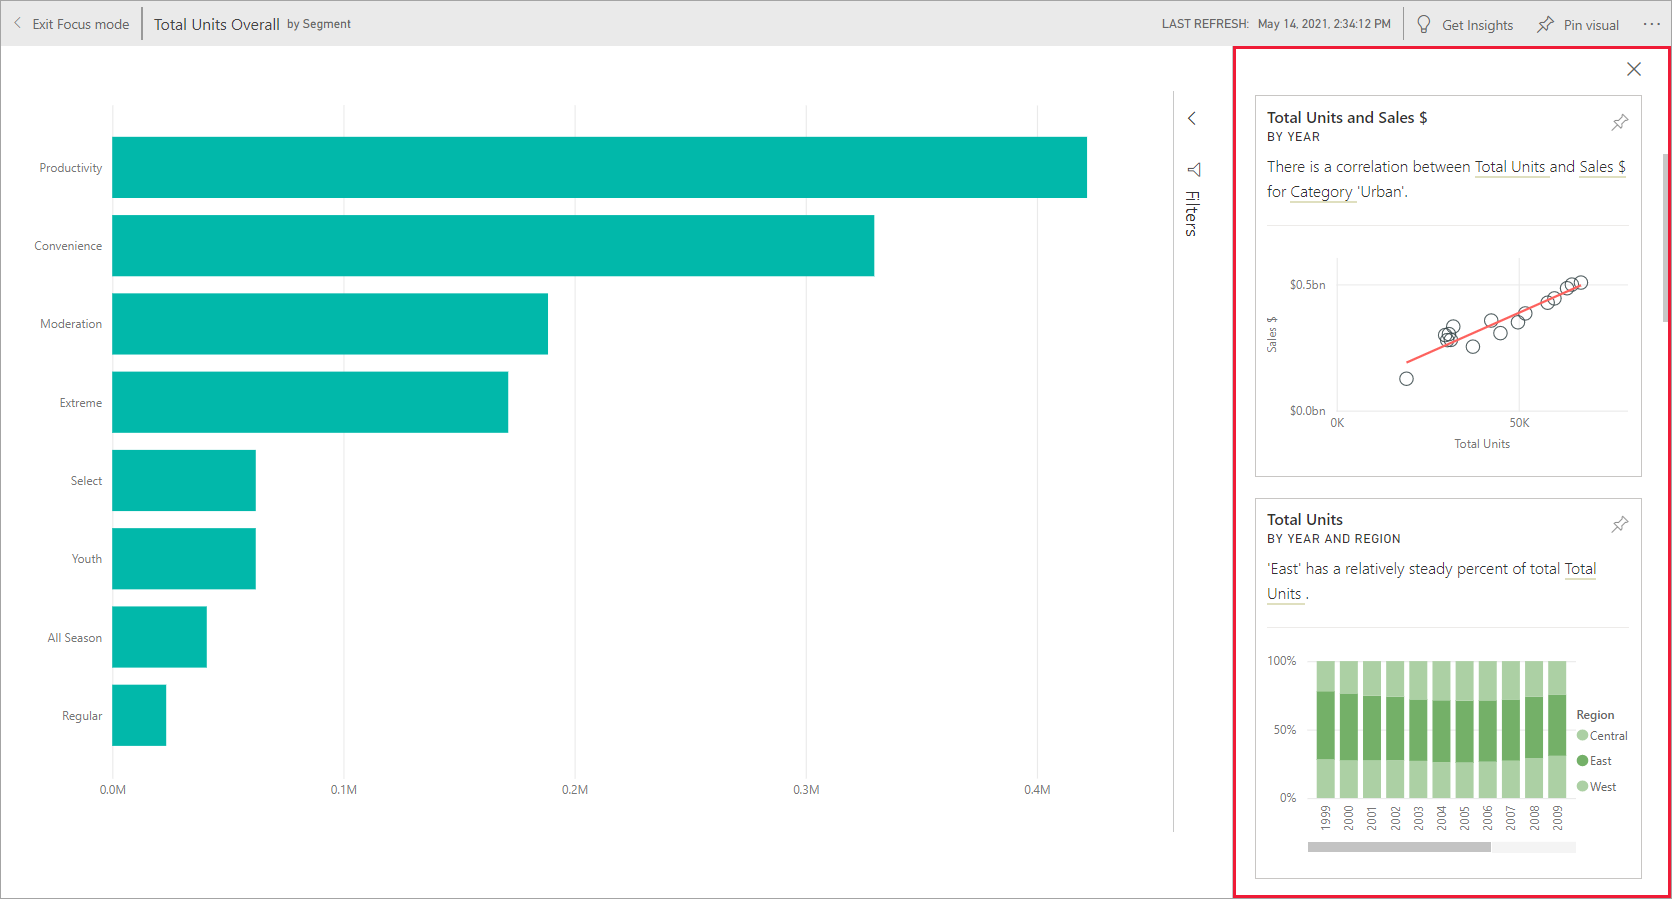 Exit Focus mode
Total Units Overall by Segment
LAST REFRESH: May 14, 2021, 2:34:12 PM
Get Insights
Pin visual
Productivity
Convenience
Moderation
Extreme
Select
Youth
All Season
Regular
0.0M 0.1M 0.2M 0.3M 0.4M
Filters
Total Units and Sales $
BY YEAR
There is a correlation between Total Units and Sales $
for Category 'Urban'.
$0.5bn
Sales $
$0.0bn
0K 50K
Total Units
Total Units
BY YEAR AND REGION
'East' has a relatively steady percent of total Total
Units .
100%
50%
0%
1999 2000 2001 2002 2003 2004 2005 2006 2007 2008 2009
Region
Central
East
West